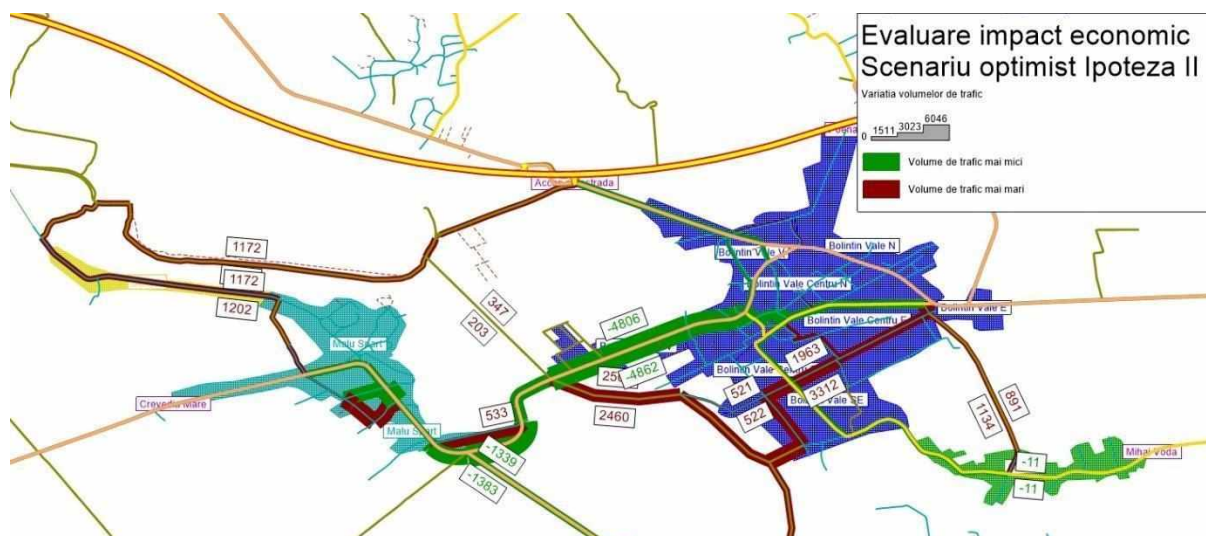 Evaluare impact economic
Scenariu optimist Ipoteza II
Variatia volumelor de trafic
0 1511 3023 6046
Volume de trafic mai mici
Volume de trafic mai mari
Bolintin Vale N
Bolintin Vale V
Bolintin Vale Centru N
Bolintin Vale E
Bolintin Vale Centru E
1172
1172
1202
347
203
-4806
-4862
1963
521
3312
522
Bolintin Vale SE
2460
533
891
1134
Malu Spart
Crevedia Mare
Malu Spart
-1339
-1383
-11
-11
Mihai Voda